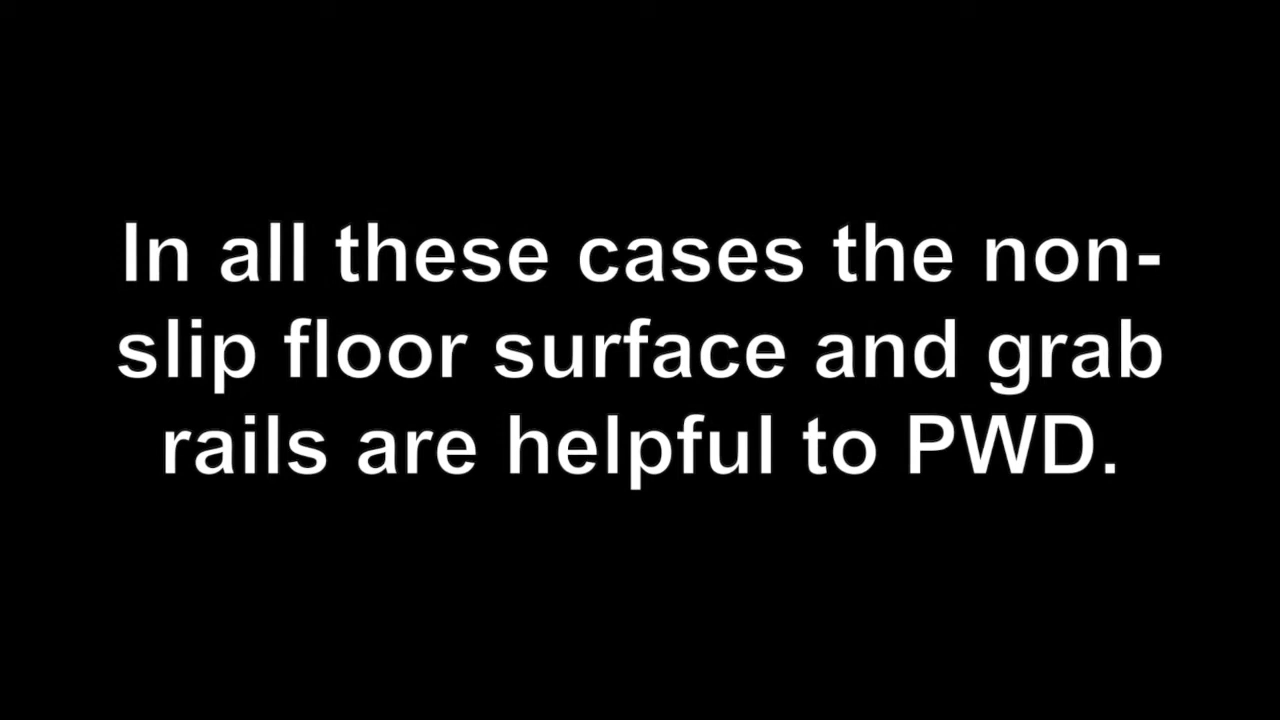 In all these cases the non-
slip floor surface and grab
rails are helpful to PWD.